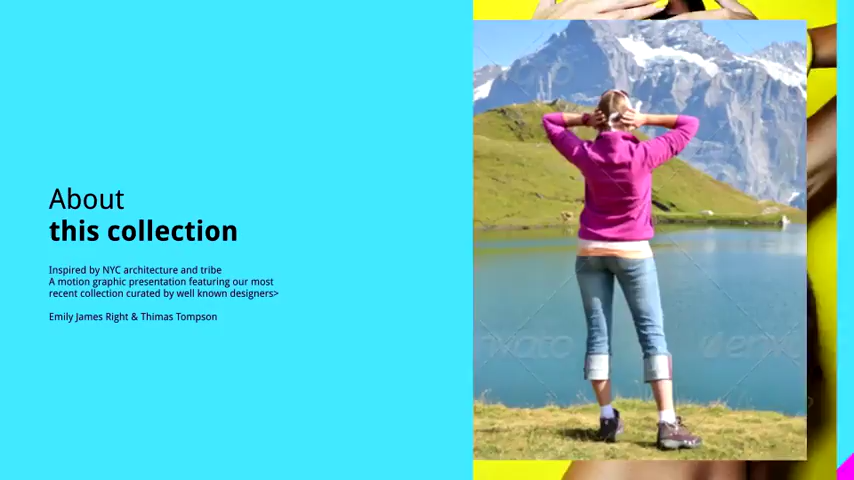 About
this collection
Inspired by NYC architecture and tribe
A motion graphic presentation featuring our most
recent collection curated by well known designers>
Emily James Right & Thimas Tompson